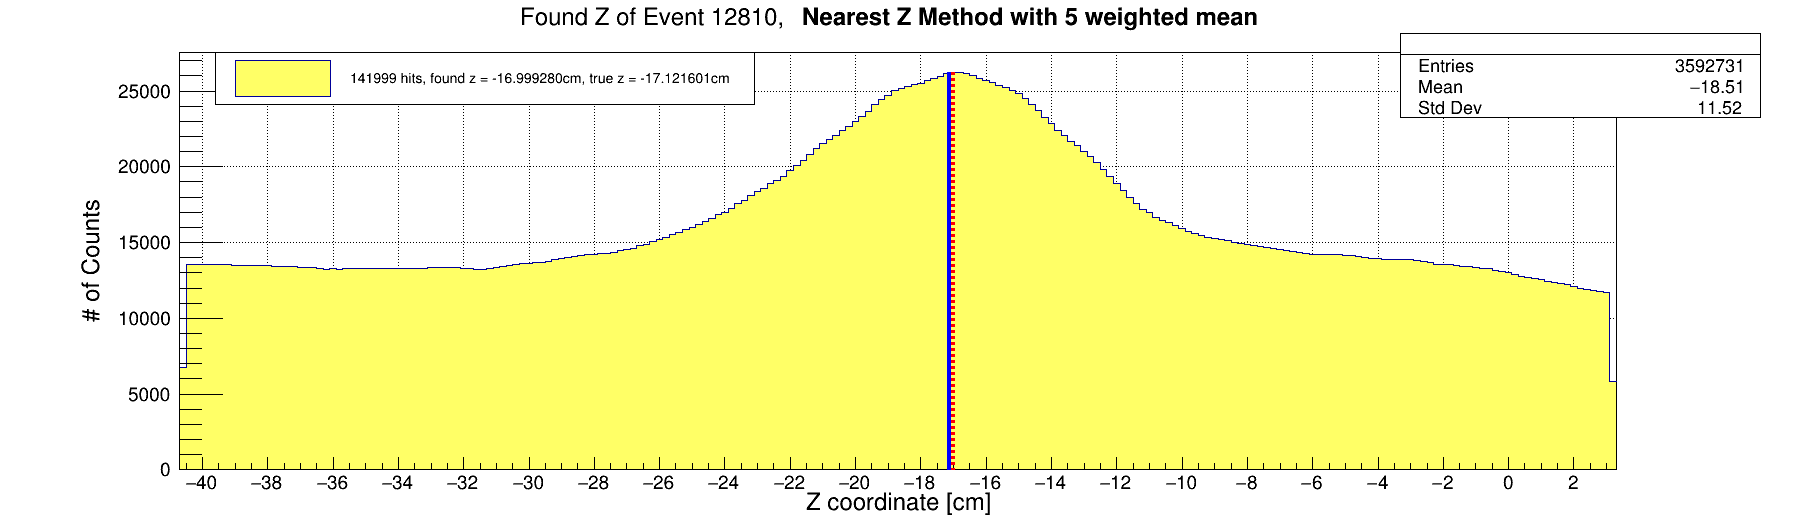 Found Z of Event 12810, Nearest Z Method with 5 weighted mean
141999 hits, found z = -16.999280cm, true z = -17.121601cm
Entries 3592731
Mean −18.51
Std Dev 11.52
# of Counts
25000
20000
15000
10000
5000
0
−40 −38 −36 −34 −32 −30 −28 −26 −24 −22 −20 −18 −16 −14 −12 −10 −8 −6 −4 −2 0 2
Z coordinate [cm]